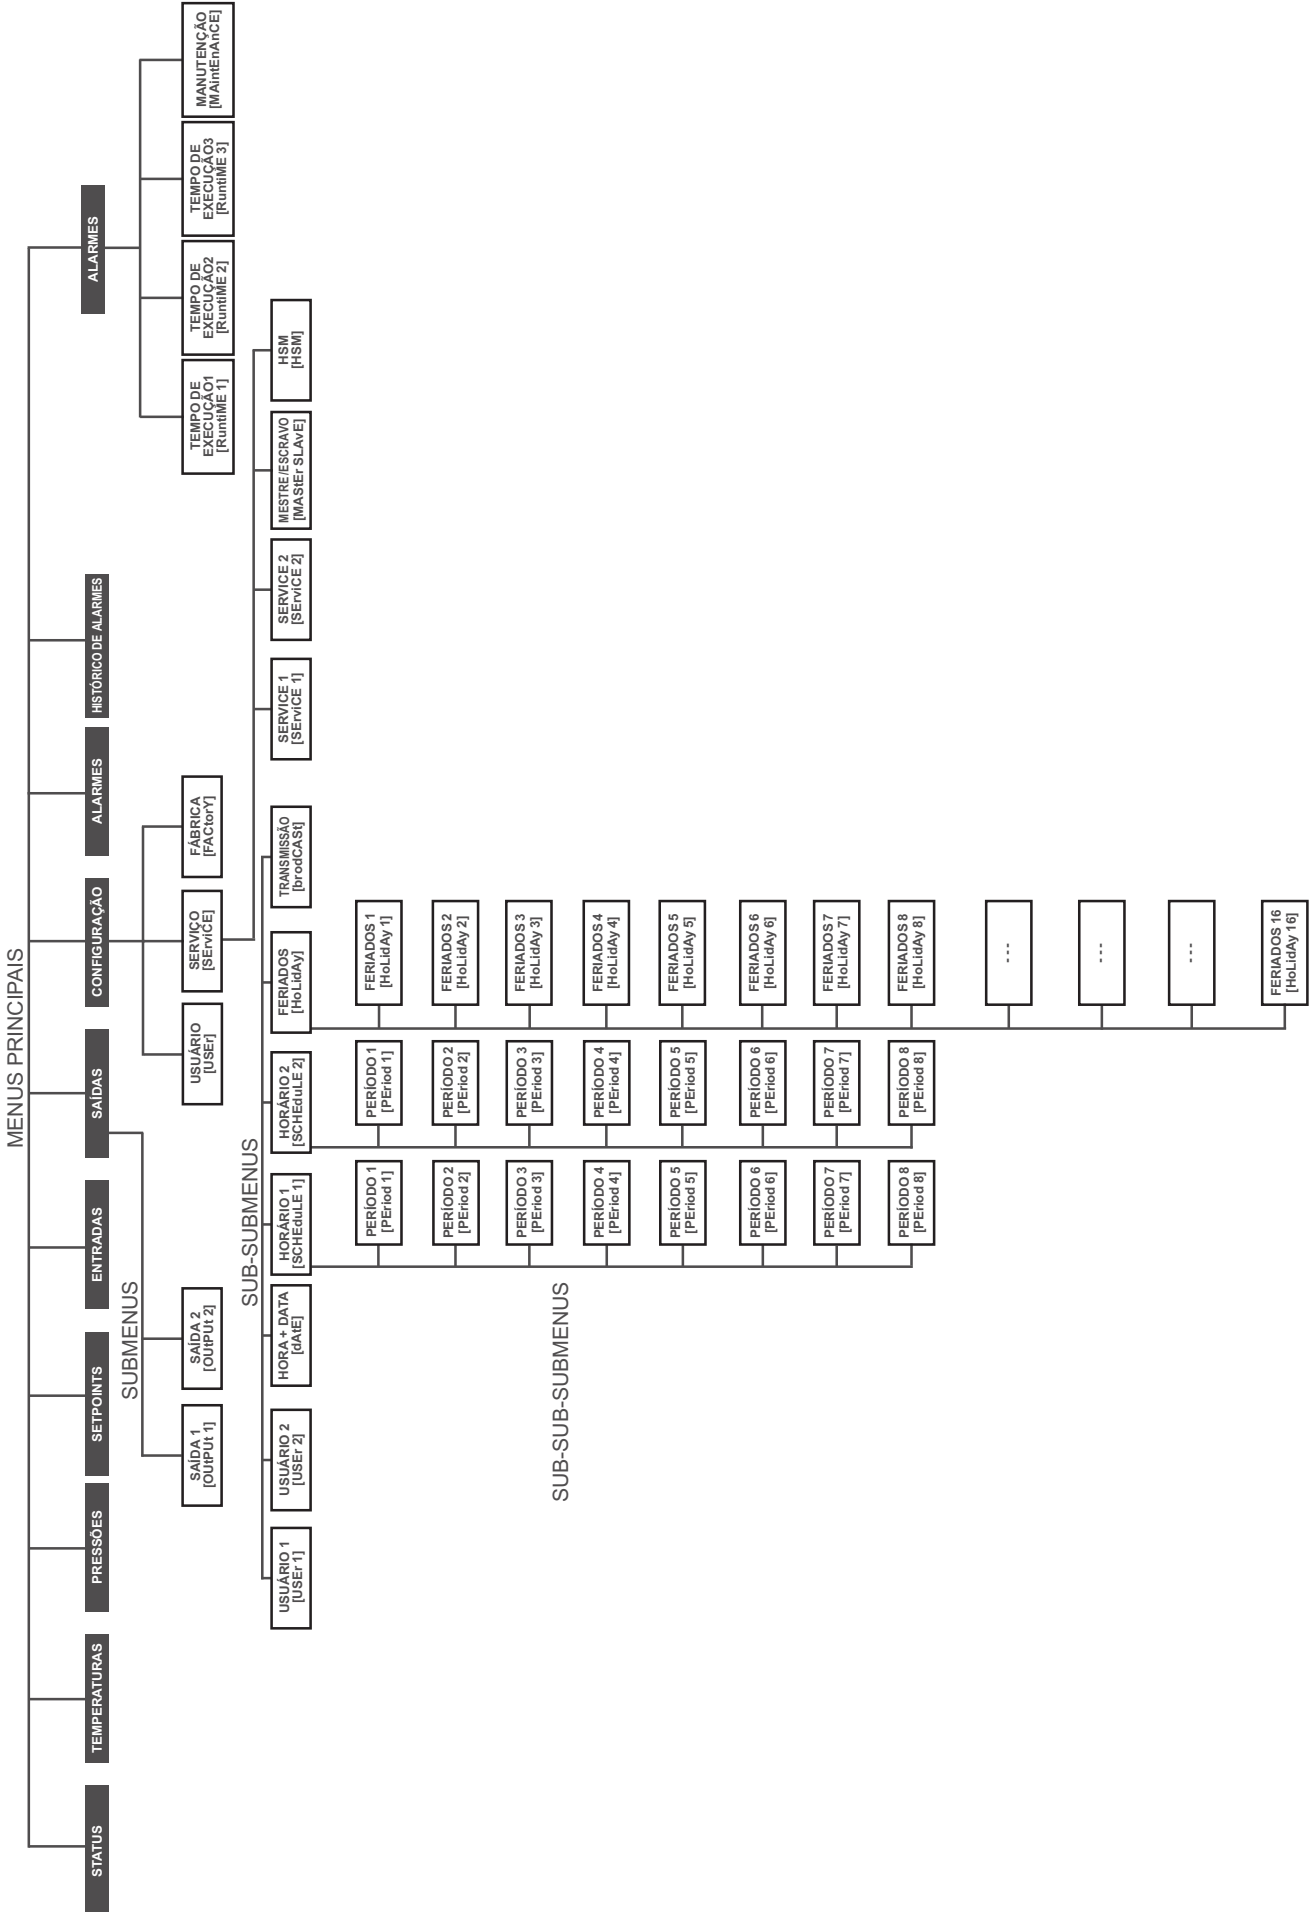 MENUS PRINCIPAIS
STATUS
TEMPERATURAS
PRESSÕES
SETPOINTS
ENTRADAS
SAÍDAS
CONFIGURAÇÃO
ALARMES
HISTÓRICO DE ALARMES
ALARMES
SUBMENUS
SAÍDA 1
[OUtPUt 1]
SAÍDA 2
[OUtPUt 2]
USUÁRIO
[USEr]
SERVIÇO
[SErviCE]
FÁBRICA
[FACtorY]
TEMPO DE
EXECUÇÃO1
[RuntiME 1]
TEMPO DE
EXECUÇÃO2
[RuntiME 2]
TEMPO DE
EXECUÇÃO3
[RuntiME 3]
MANUTENÇÃO
[MAintEnAnCE]
SUB-SUBMENUS
USUÁRIO 1
[USEr 1]
USUÁRIO 2
[USEr 2]
HORA + DATA
[dAtE]
HORÁRIO 1
[SCHEduLE 1]
HORÁRIO 2
[SCHEduLE 2]
FERIADOS
[HoLidAy]
TRANSMISSÃO
[brodCASt]
SERVICE 1
[SErviCE 1]
SERVICE 2
[SErviCE 2]
MESTRE/ESCRAVO
[MAStEr SLAvE]
HSM
[HSM]
SUB-SUB-SUBMENUS
PERÍODO 1
[PEriod 1]
PERÍODO 2
[PEriod 2]
PERÍODO 3
[PEriod 3]
PERÍODO 4
[PEriod 4]
PERÍODO 5
[PEriod 5]
PERÍODO 6
[PEriod 6]
PERÍODO 7
[PEriod 7]
PERÍODO 8
[PEriod 8]
PERÍODO 1
[PEriod 1]
PERÍODO 2
[PEriod 2]
PERÍODO 3
[PEriod 3]
PERÍODO 4
[PEriod 4]
PERÍODO 5
[PEriod 5]
PERÍODO 6
[PEriod 6]
PERÍODO 7
[PEriod 7]
PERÍODO 8
[PEriod 8]
FERIADOS 1
[HoLidAy 1]
FERIADOS 2
[HoLidAy 2]
FERIADOS 3
[HoLidAy 3]
FERIADOS 4
[HoLidAy 4]
FERIADOS 5
[HoLidAy 5]
FERIADOS 6
[HoLidAy 6]
FERIADOS 7
[HoLidAy 7]
FERIADOS 8
[HoLidAy 8]
- - -
- - -
- - -
FERIADOS 16
[HoLidAy 16]